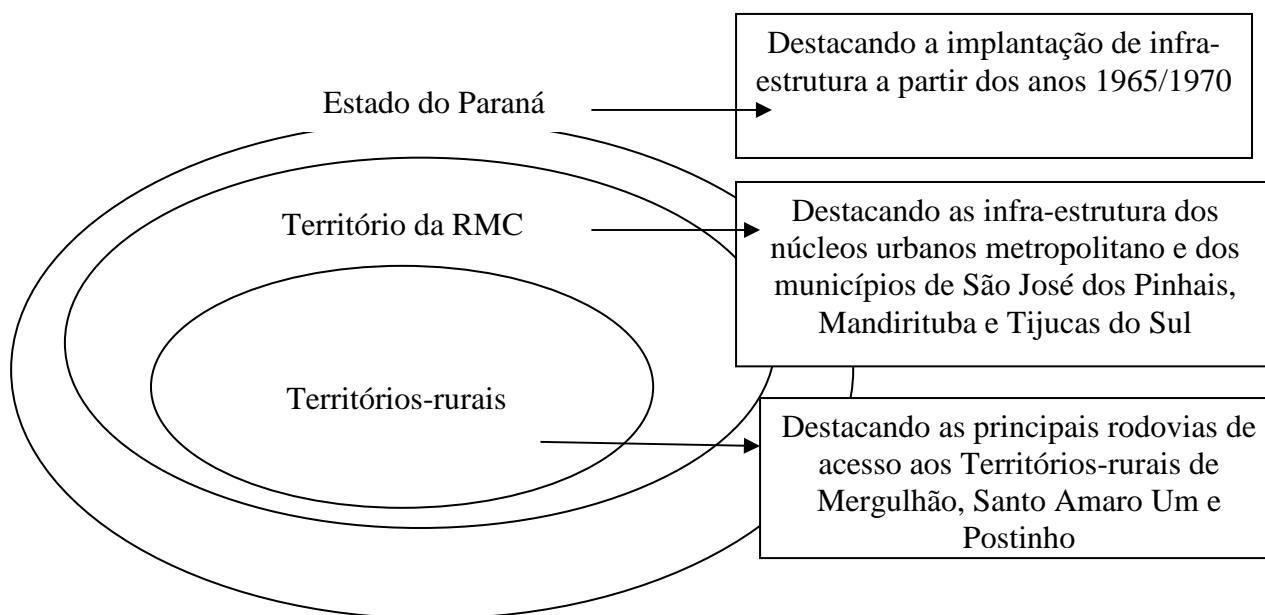 Estado do Paraná
Destacando a implantação de infra-
estrutura a partir dos anos 1965/1970
Território da RMC
Destacando as infra-estrutura dos
núcleos urbanos metropolitano e dos
municípios de São José dos Pinhais,
Mandirituba e Tijucas do Sul
Territórios-rurais
Destacando as principais rodovias de
acesso aos Territórios-rurais de
Mergulhão, Santo Amaro Um e
Postinho